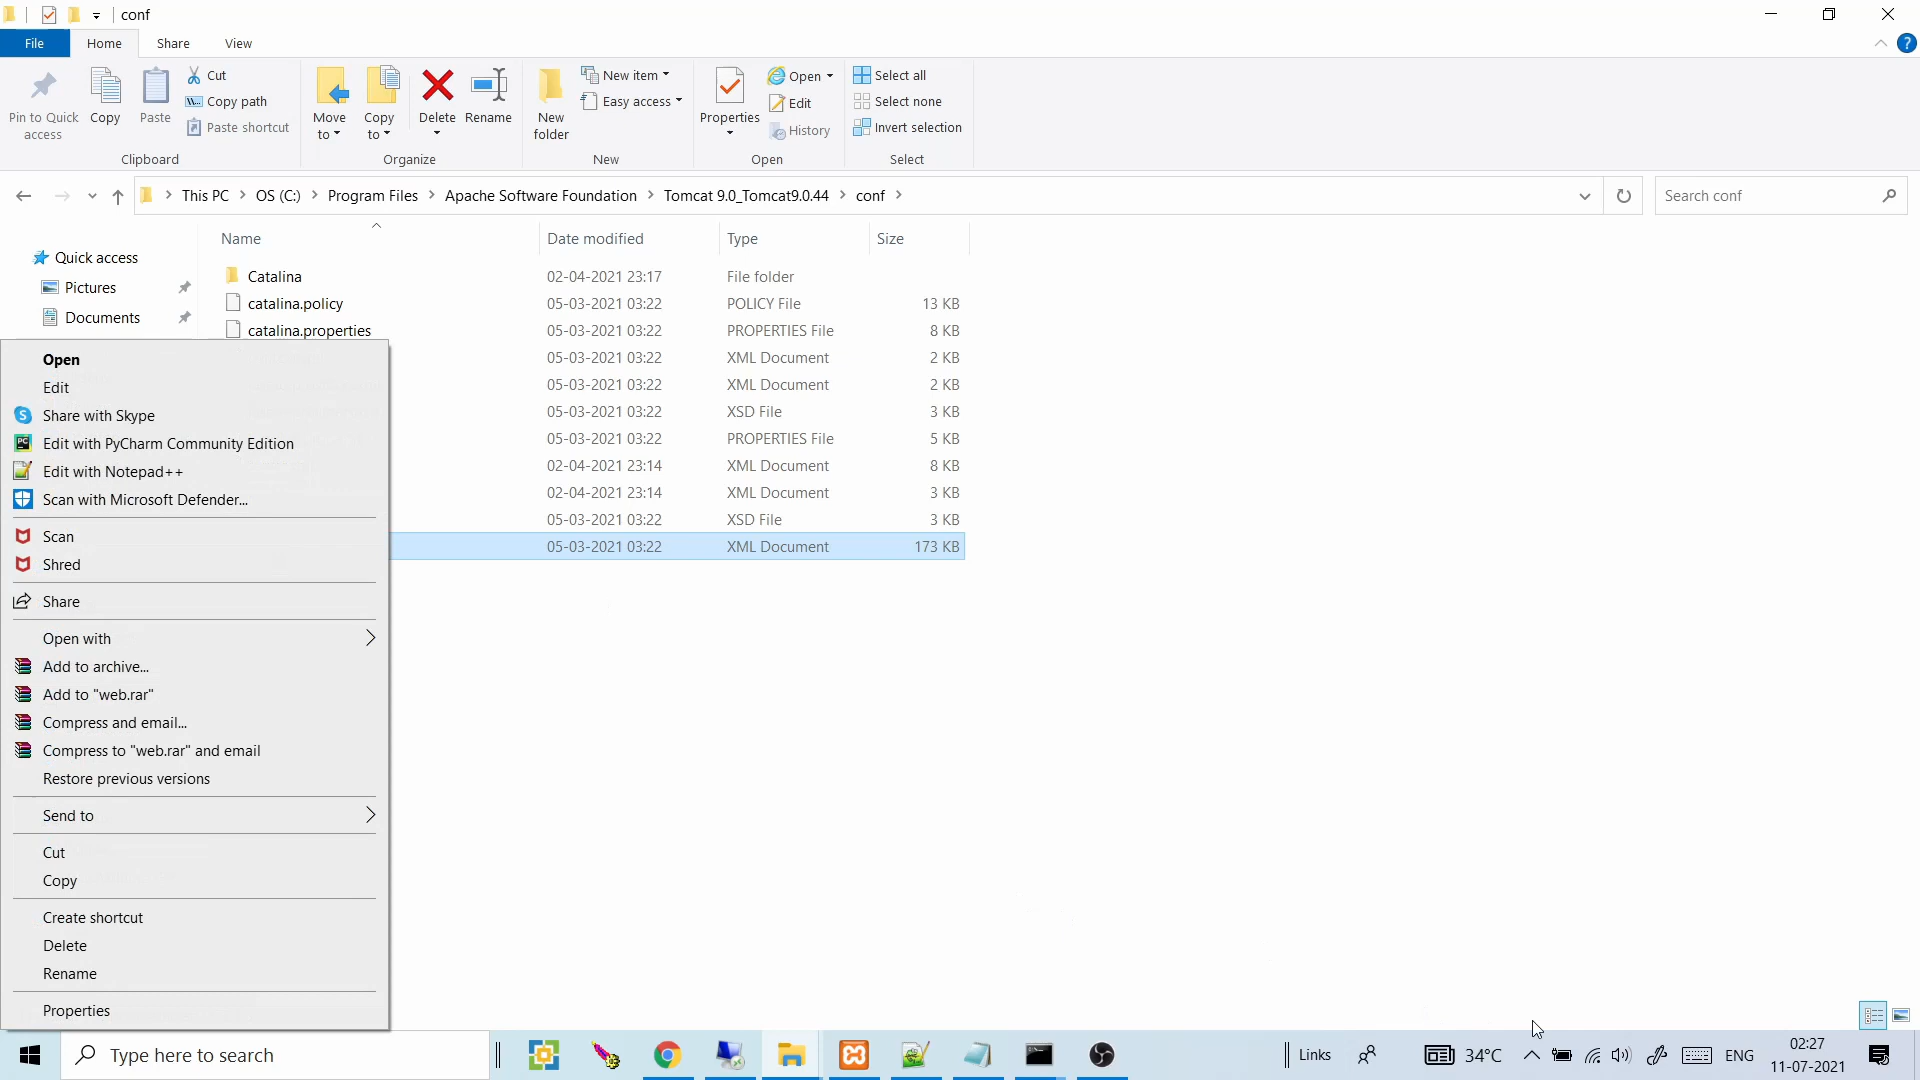 conf
File
Home
Share
View
Pin to Quick
access
Copy
Paste
Cut
Copy path
Paste shortcut
Clipboard
Move
to
Copy
to
Delete
Rename
Organize
New
folder
New item
Easy access
New
Properties
Open
Edit
History
Open
Select all
Select none
Invert selection
Select
This PC
OS (C:)
Program Files
Apache Software Foundation
Tomcat 9.0_Tomcat9.0.44
conf
Search conf
Quick access
Pictures
Documents
Name Date modified Type Size
Catalina 02-04-2021 23:17 File folder
catalina.policy 05-03-2021 03:22 POLICY File 13 KB
catalina.properties 05-03-2021 03:22 PROPERTIES File 8 KB
05-03-2021 03:22 XML Document 2 KB
05-03-2021 03:22 XML Document 2 KB
05-03-2021 03:22 XSD File 3 KB
05-03-2021 03:22 PROPERTIES File 5 KB
02-04-2021 23:14 XML Document 8 KB
02-04-2021 23:14 XML Document 3 KB
05-03-2021 03:22 XSD File 3 KB
05-03-2021 03:22 XML Document 173 KB
Open
Edit
Share with Skype
Edit with PyCharm Community Edition
Edit with Notepad++
Scan with Microsoft Defender...
Scan
Shred
Share
Open with
Add to archive...
Add to "web.rar"
Compress and email...
Compress to "web.rar" and email
Restore previous versions
Send to
Cut
Copy
Create shortcut
Delete
Rename
Properties
Type here to search
Links
34°C
ENG
02:27
11-07-2021